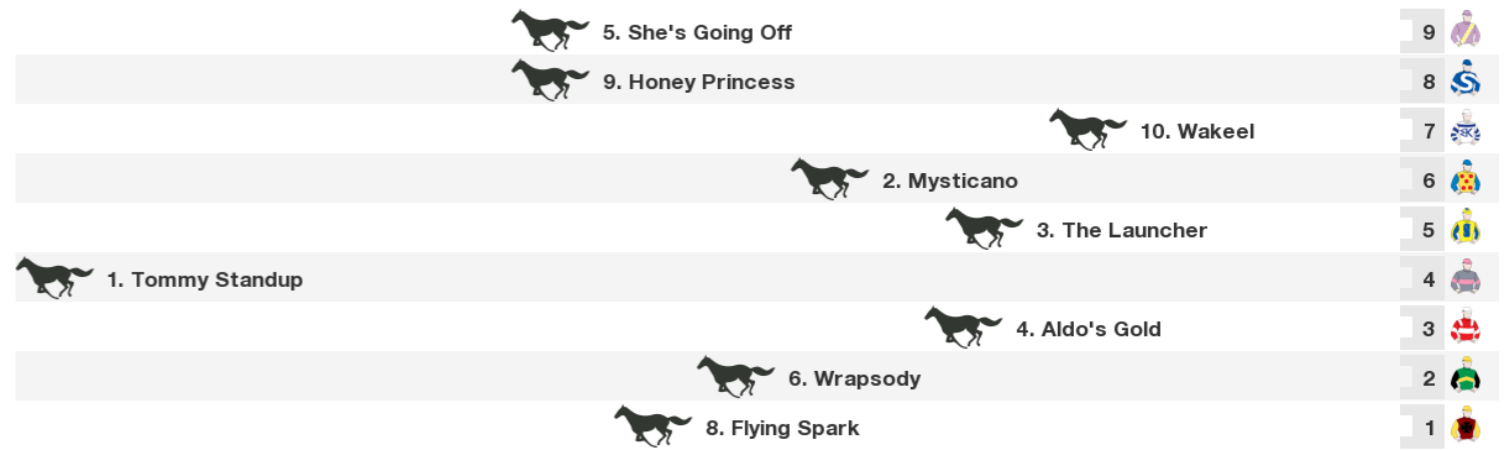 5. She's Going Off 9
9. Honey Princess 8
10. Wakeel 7
2. Mysticano 6
3. The Launcher 5
1. Tommy Standup 4
4. Aldo's Gold 3
6. Wrapsody 2
8. Flying Spark 1